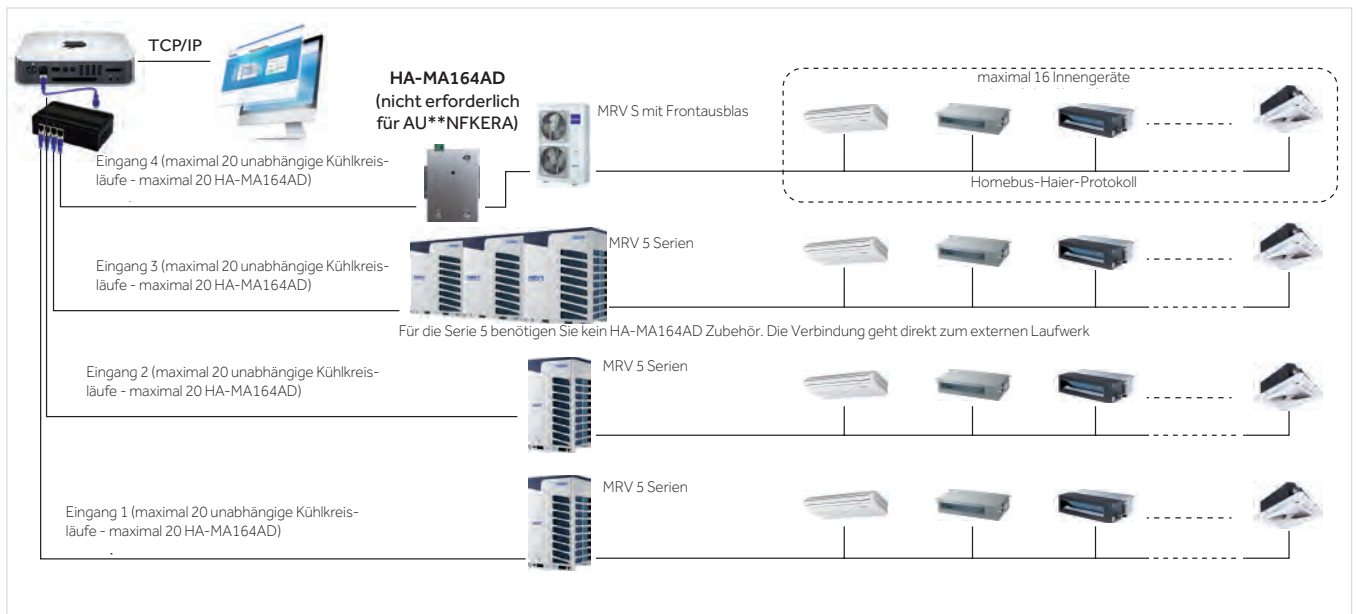 TCP/IP
HA-MA164AD
(nicht erforderlich
für AU**NFKERA)
MRV S mit Frontausblas
maximal 16 Innengeräte
Eingang 4 (maximal 20 unabhängige Kühlkreis-
läufe - maximal 20 HA-MA164AD)
Homebus-Haier-Protokoll
MRV 5 Serien
Eingang 3 (maximal 20 unabhängige Kühlkreis-
läufe - maximal 20 HA-MA164AD)
Für die Serie 5 benötigen Sie kein HA-MA164AD Zubehör. Die Verbindung geht direkt zum externen Laufwerk
MRV 5 Serien
Eingang 2 (maximal 20 unabhängige Kühlkreis-
läufe - maximal 20 HA-MA164AD)
MRV 5 Serien
Eingang 1 (maximal 20 unabhängige Kühlkreis-
läufe - maximal 20 HA-MA164AD)